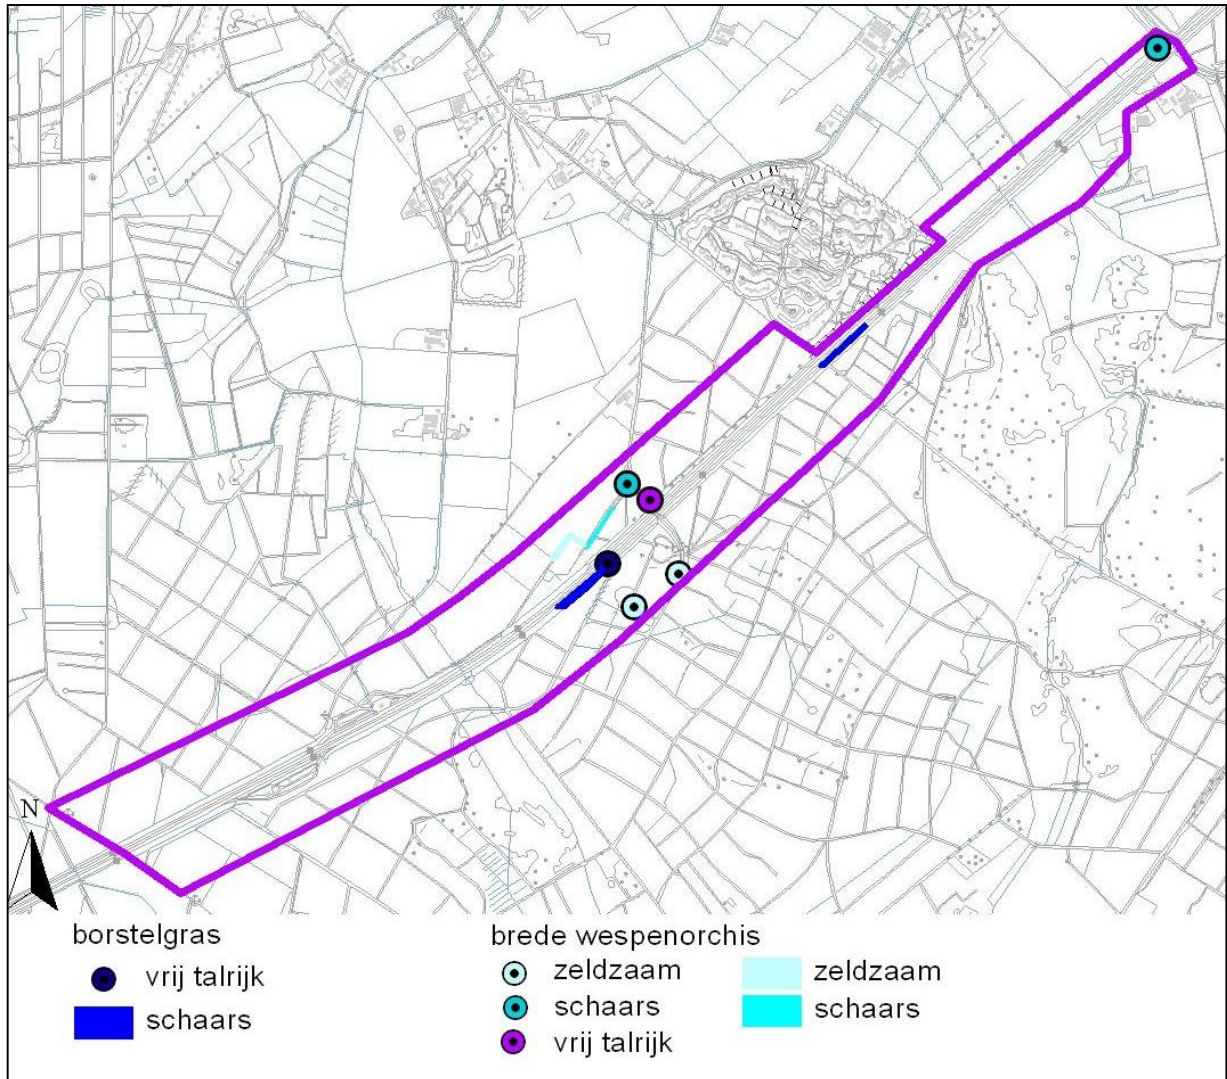 N
borstelgras
vrij talrijk
schaars
brede wespenorchis
zeldzaam
schaars
vrij talrijk
zeldzaam
schaars